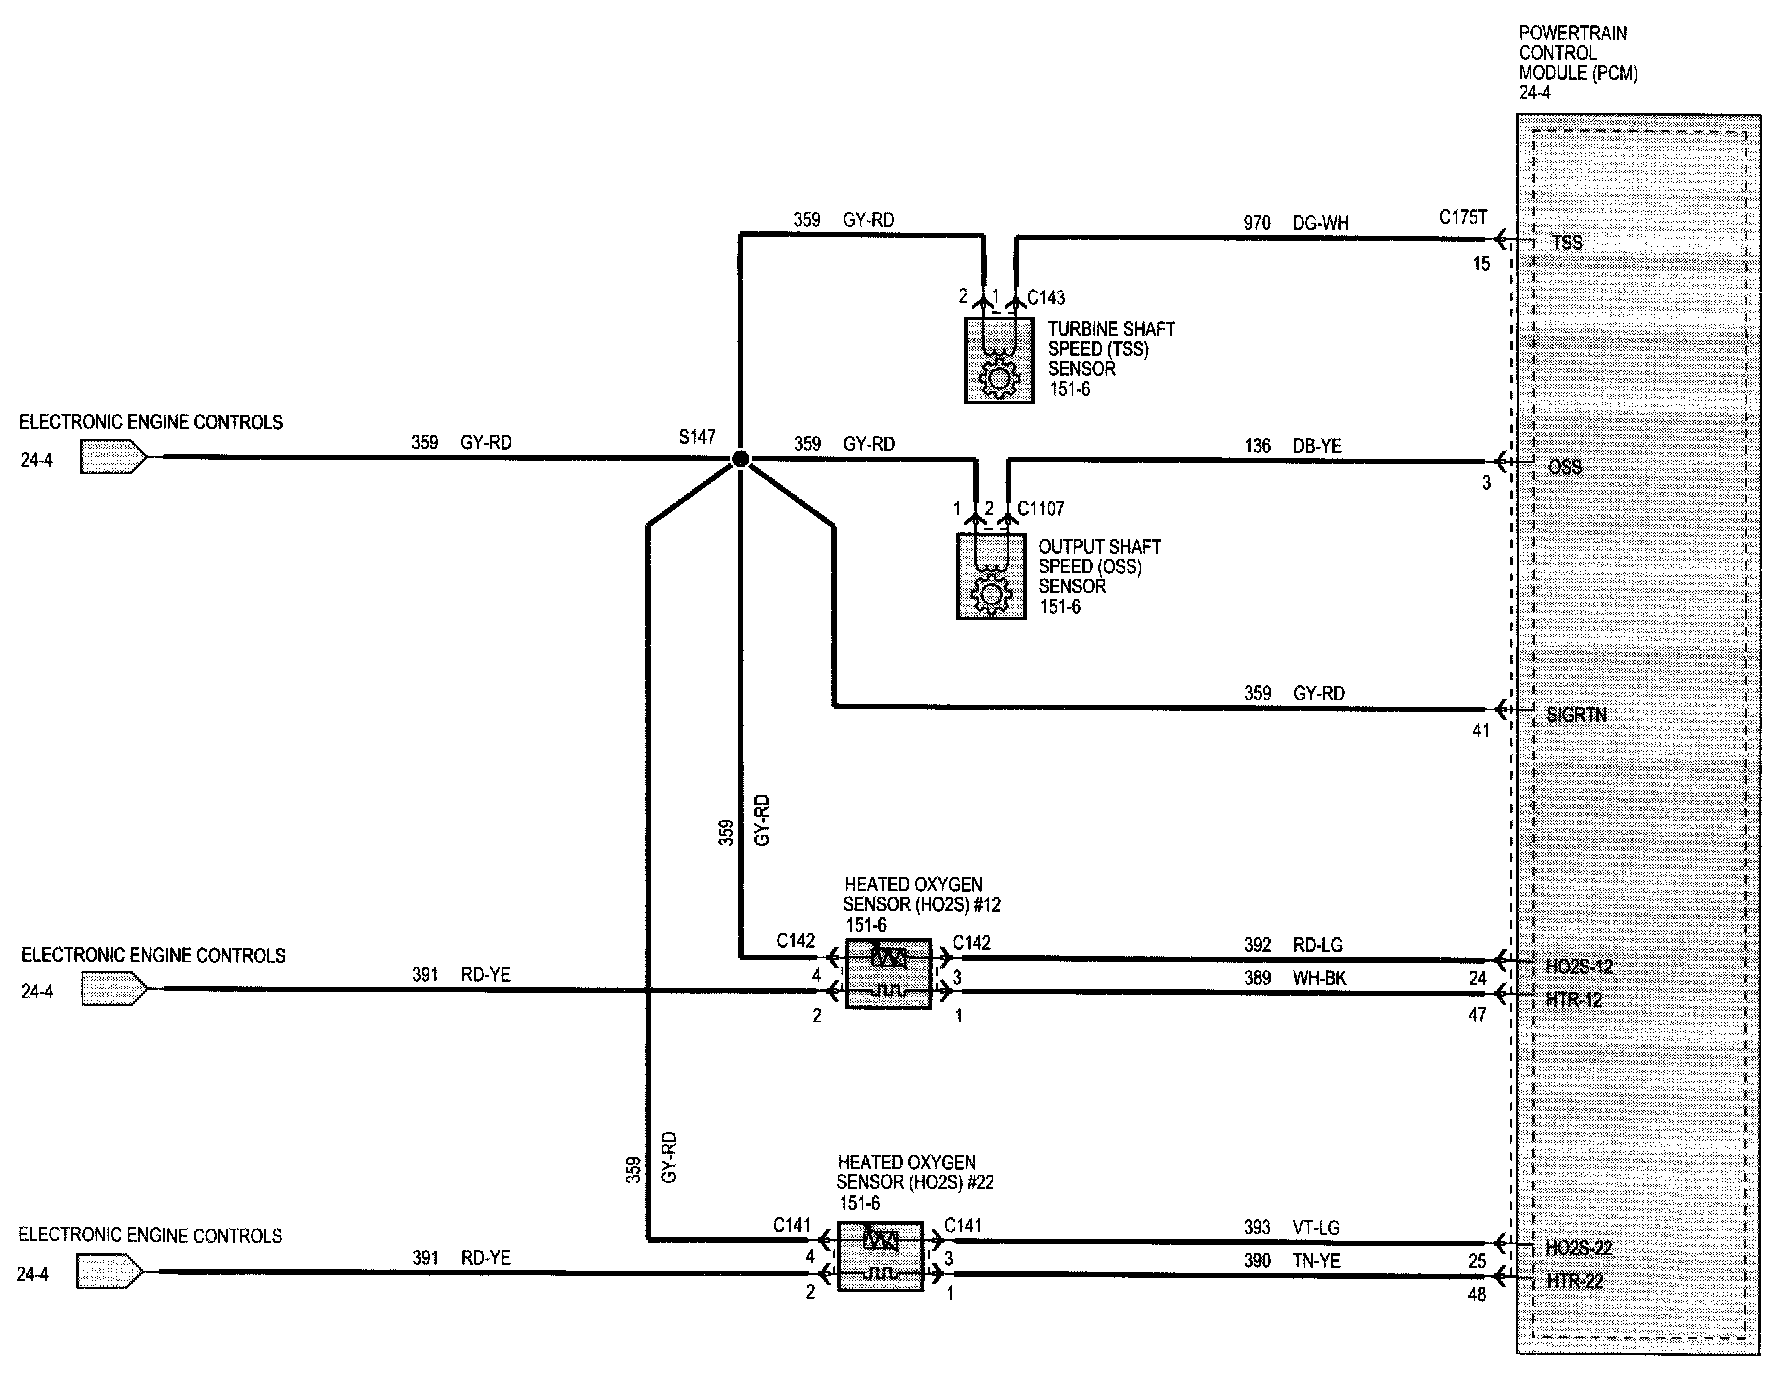 POWERTRAIN
CONTROL
MODULE (PCM)
24-4
359 GY-RD
970 DG-WH
C175T
TSS
15
2 1 C143
TURBINE SHAFT
SPEED (TSS)
SENSOR
151-6
ELECTRONIC ENGINE CONTROLS
24-4
359 GY-RD
S147
359 GY-RD
136 DB-YE
OSS
3
1 2 C1107
OUTPUT SHAFT
SPEED (OSS)
SENSOR
151-6
359 GY-RD
SIGRTN
41
359 GY-RD
HEATED OXYGEN
SENSOR (HO2S) #12
151-6
ELECTRONIC ENGINE CONTROLS
24-4
391 RD-YE
C142
4
2
C142
3
1
392 RD-LG
24
HO2S-12
389 WH-BK
47
HTR-12
359 GY-RD
HEATED OXYGEN
SENSOR (HO2S) #22
151-6
ELECTRONIC ENGINE CONTROLS
24-4
391 RD-YE
C141
4
2
C141
3
1
393 VT-LG
25
HO2S-22
390 TN-YE
48
HTR-22